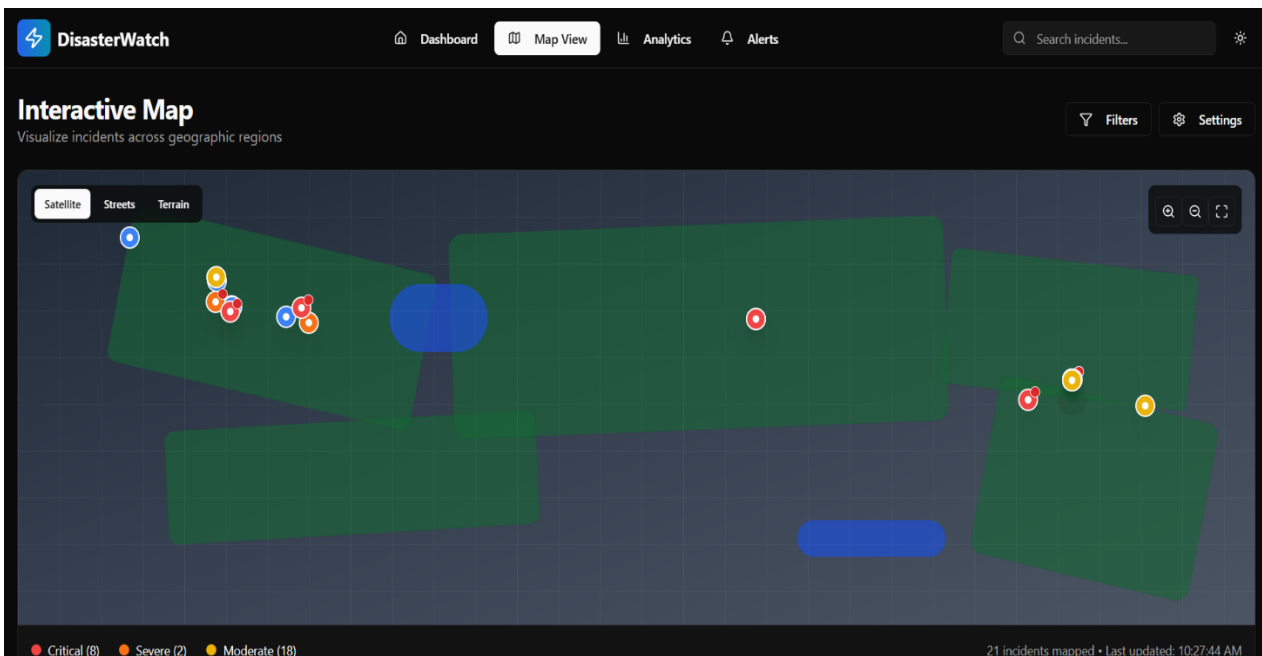 DisasterWatch
Dashboard
Map View
Analytics
Alerts
Search incidents...
Interactive Map
Visualize incidents across geographic regions
Filters
Settings
Satellite
Streets
Terrain
Critical (8)
Severe (2)
Moderate (18)
21 incidents mapped • Last updated: 10:27:44 AM